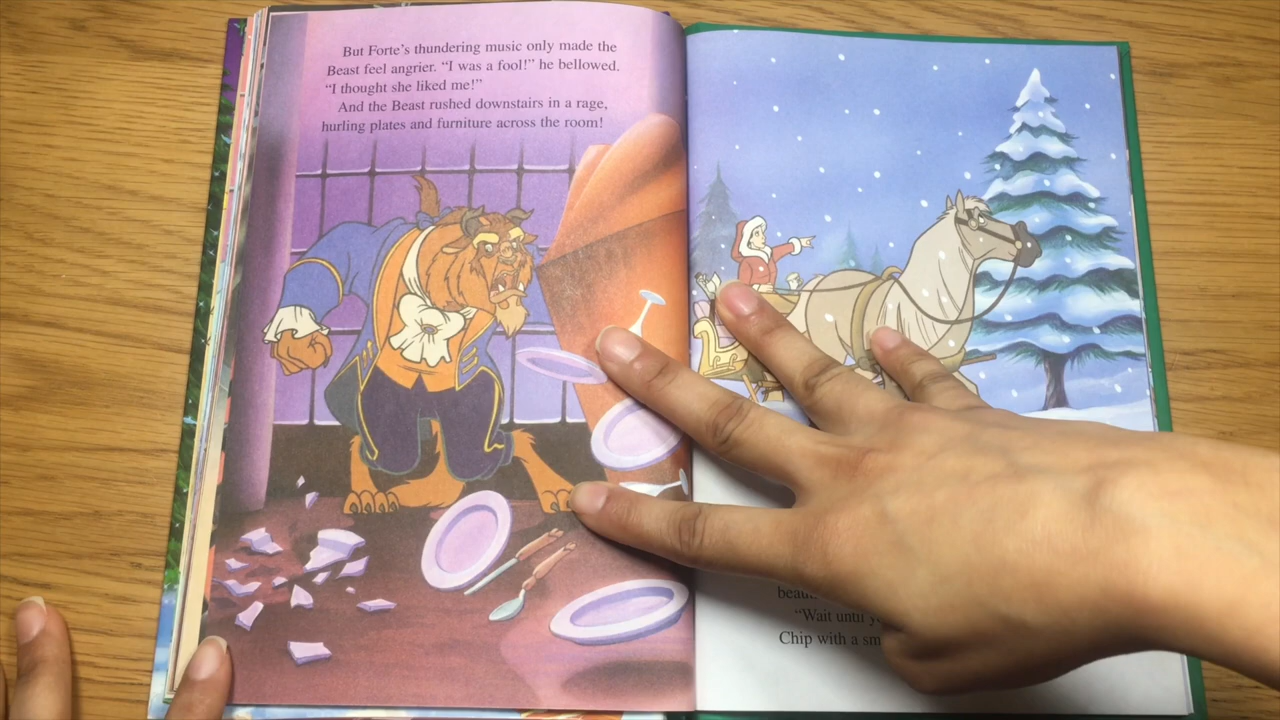 But Forte's thundering music only made the
Beast feel angrier. “I was a fool!” he bellowed.
“I thought she liked me!”
And the Beast rushed downstairs in a rage,
hurling plates and furniture across the room!
“Wait until
Chip with a